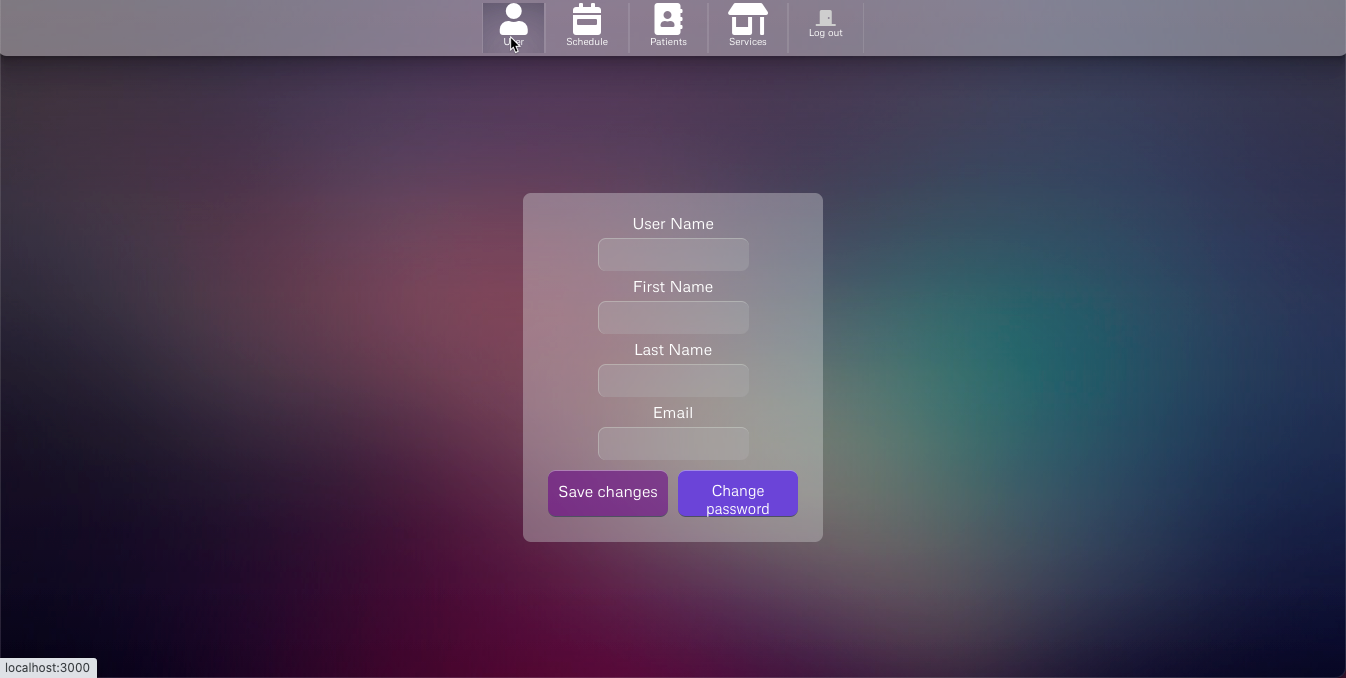 User
Schedule
Patients
Services
Log out
User Name
First Name
Last Name
Email
Save changes
Change
password
localhost:3000